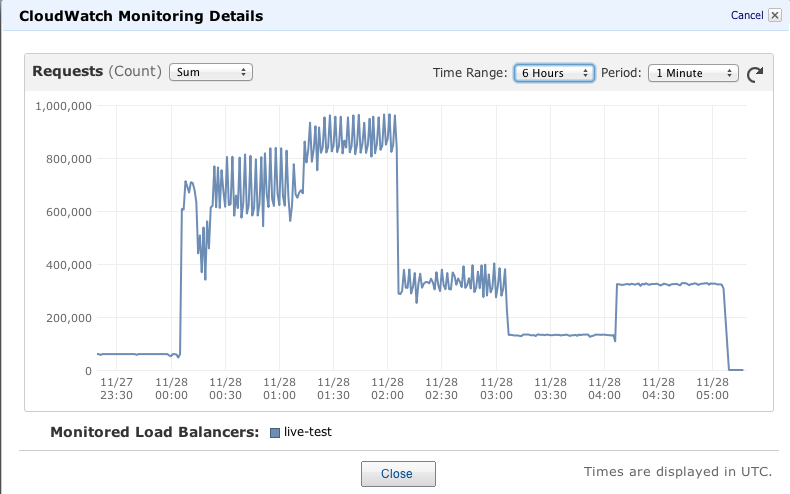 CloudWatch Monitoring Details
Cancel
Requests (Count) Sum Time Range: 6 Hours Period: 1 Minute
1,000,000
800,000
600,000
400,000
200,000
0
11/27 11/28 11/28 11/28 11/28 11/28 11/28 11/28 11/28 11/28 11/28 11/28
23:30 00:00 00:30 01:00 01:30 02:00 02:30 03:00 03:30 04:00 04:30 05:00
Monitored Load Balancers: live-test
Close
Times are displayed in UTC.